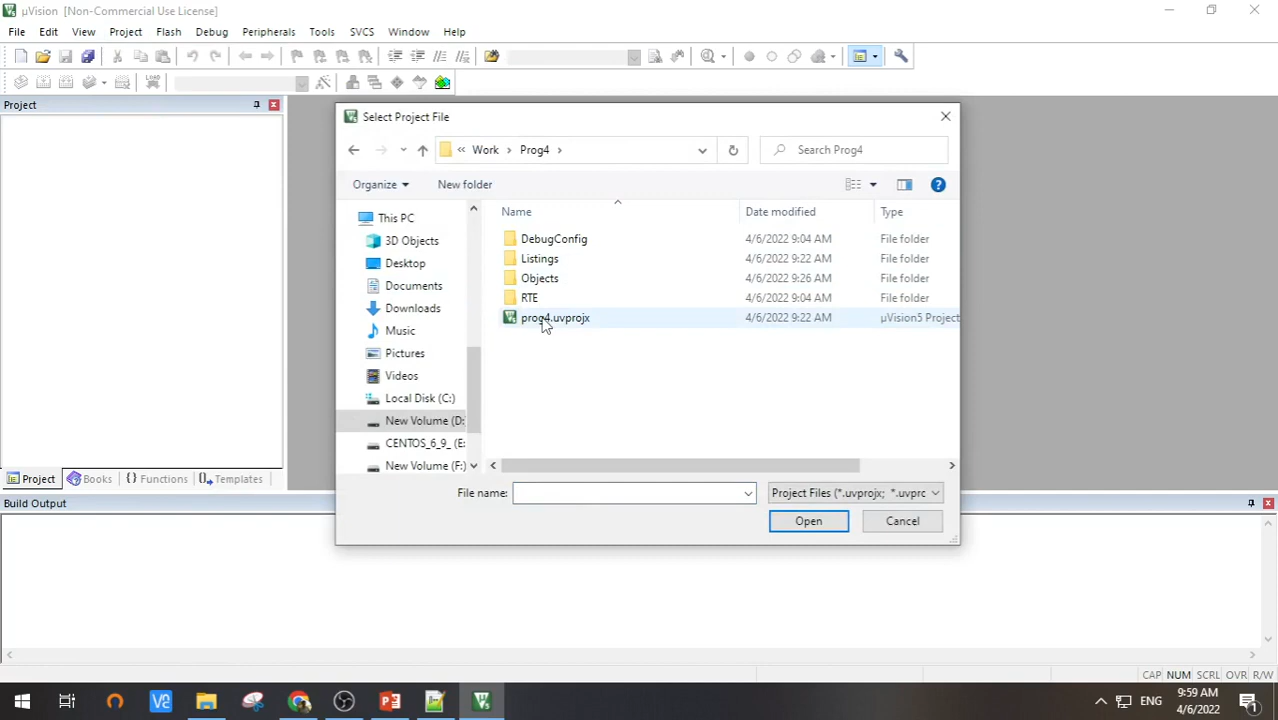 µVision [Non-Commercial Use License]
File Edit View Project Flash Debug Peripherals Tools SVCS Window Help
LOAD
Project
Select Project File
« Work > Prog4 >
Search Prog4
Organize New folder
This PC
3D Objects
Desktop
Documents
Downloads
Music
Pictures
Videos
Local Disk (C:)
New Volume (D:
CENTOS_6_9_ (E:
New Volume (F:)
Name Date modified Type
DebugConfig 4/6/2022 9:04 AM File folder
Listings 4/6/2022 9:22 AM File folder
Objects 4/6/2022 9:26 AM File folder
RTE 4/6/2022 9:04 AM File folder
prog4.uvprojx 4/6/2022 9:22 AM µVision5 Project
File name: Project Files (*.uvprojx; *.uvprc
Open Cancel
Project Books {} Functions Templates
Build Output
CAP NUM SCRL OVR R/W
ENG 9:59 AM
4/6/2022
1